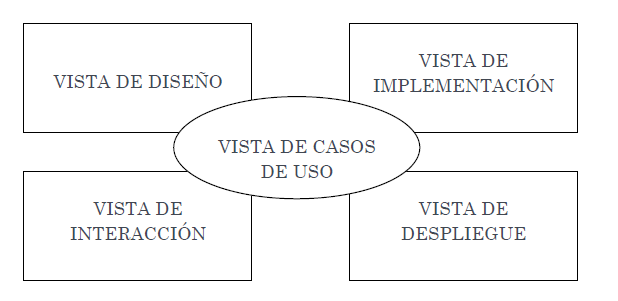 VISTA DE DISEÑO
VISTA DE
IMPLEMENTACIÓN
VISTA DE CASOS
DE USO
VISTA DE
INTERACCIÓN
VISTA DE
DESPLIEGUE